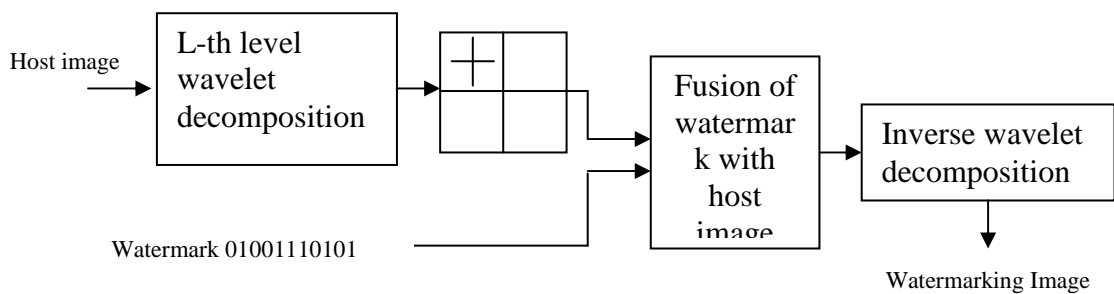 Host image
L-th level
wavelet
decomposition
Fusion of
watermar
k with
host
image
Inverse wavelet
decomposition
Watermark 01001110101
Watermarking Image